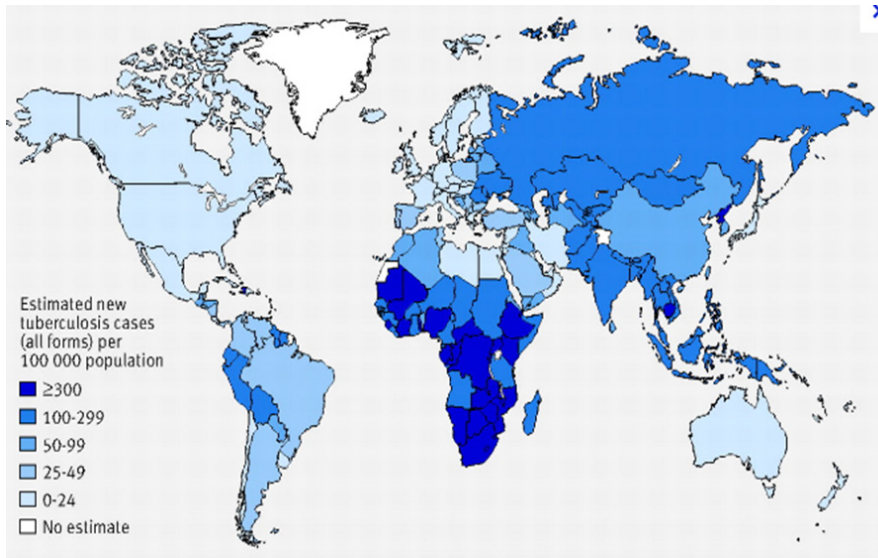 Estimated new
tuberculosis cases
(all forms) per
100 000 population
≥300
100-299
50-99
25-49
0-24
No estimate